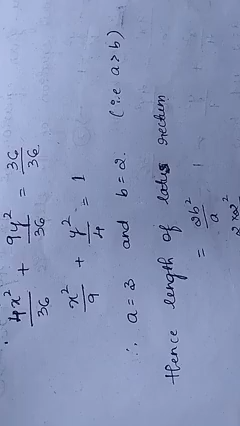 4x²/36 + 9y²/36 = 36/36
x²/9 + y²/4 = 1
∴ a = 3 and b = 2. (i.e a > b)
Hence length of latus rectum
= 2b²/a